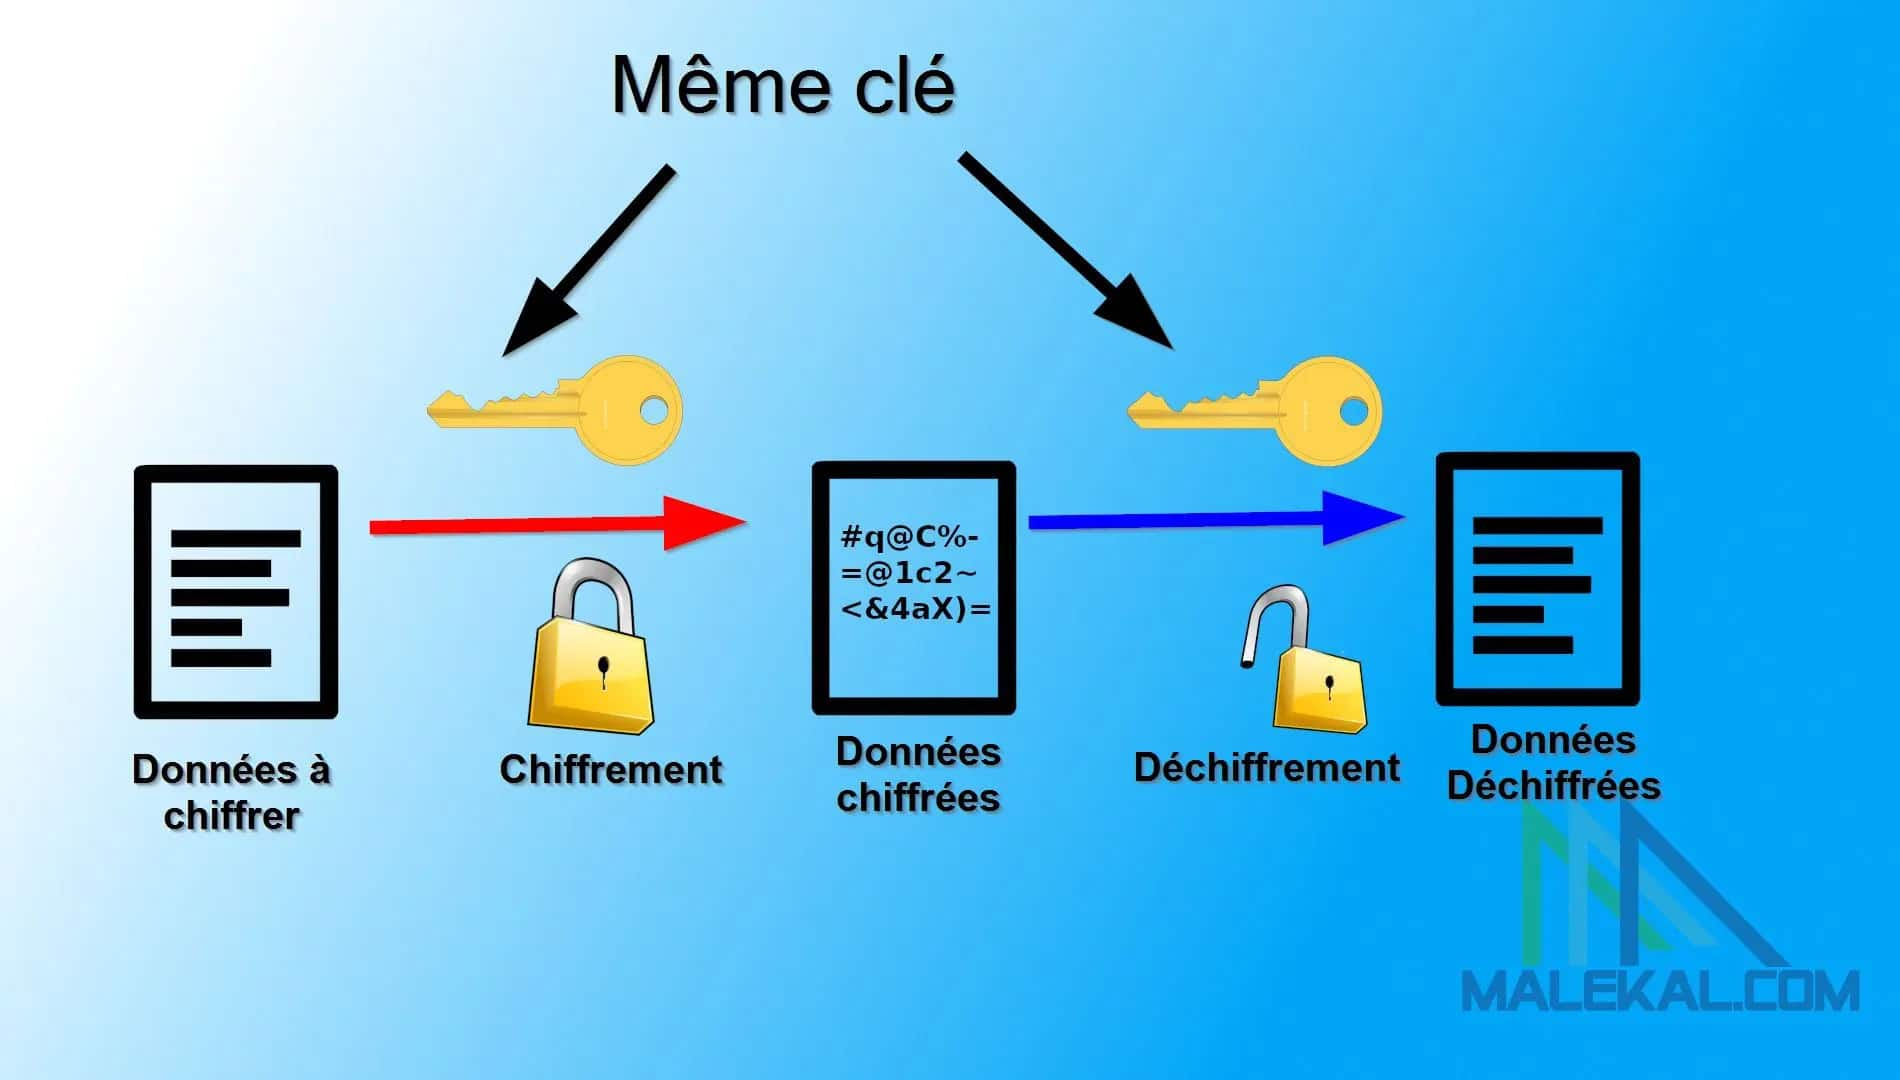 Même clé
#q@C%-
=@1c2~
<&4aX)=
Données à
chiffrer
Chiffrement
Données
chiffrées
Déchiffrement
Données
Déchiffrées
MALEKAL.COM